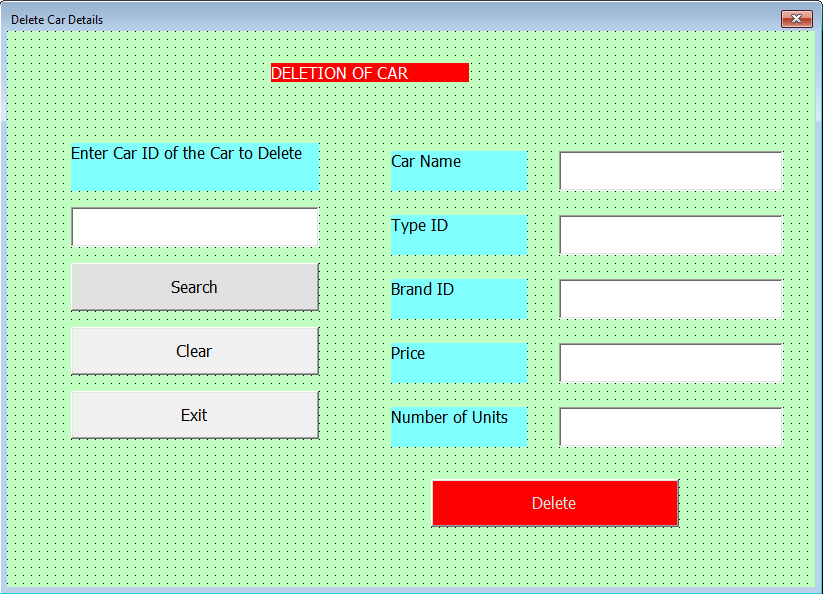 Delete Car Details
DELETION OF CAR
Enter Car ID of the Car to Delete
Search
Clear
Exit
Car Name
Type ID
Brand ID
Price
Number of Units
Delete